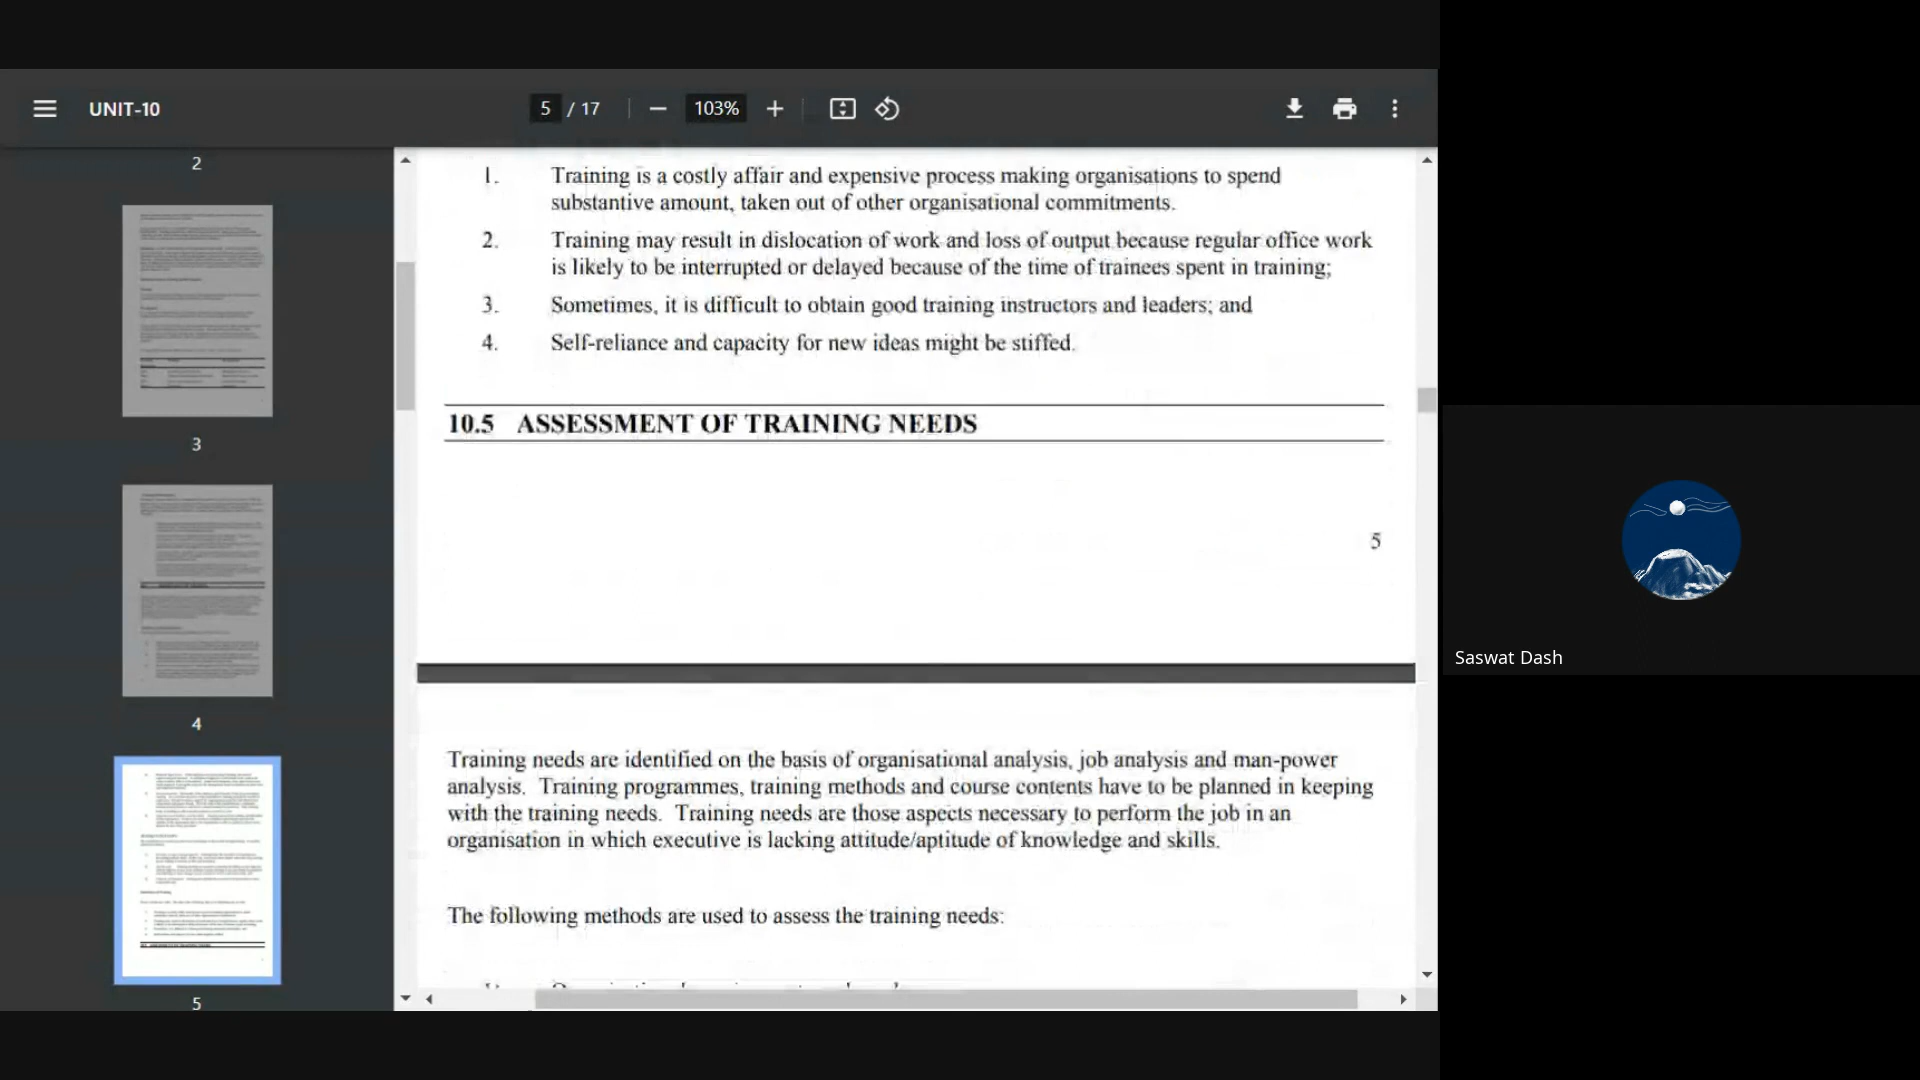 UNIT-10
5 / 17
103%
2
3
4
5
1. Training is a costly affair and expensive process making organisations to spend
substantive amount, taken out of other organisational commitments.
2. Training may result in dislocation of work and loss of output because regular office work
is likely to be interrupted or delayed because of the time of trainees spent in training;
3. Sometimes, it is difficult to obtain good training instructors and leaders; and
4. Self-reliance and capacity for new ideas might be stiffed.
10.5 ASSESSMENT OF TRAINING NEEDS
5
Training needs are identified on the basis of organisational analysis, job analysis and man-power
analysis. Training programmes, training methods and course contents have to be planned in keeping
with the training needs. Training needs are those aspects necessary to perform the job in an
organisation in which executive is lacking attitude/aptitude of knowledge and skills.
The following methods are used to assess the training needs:
Saswat Dash